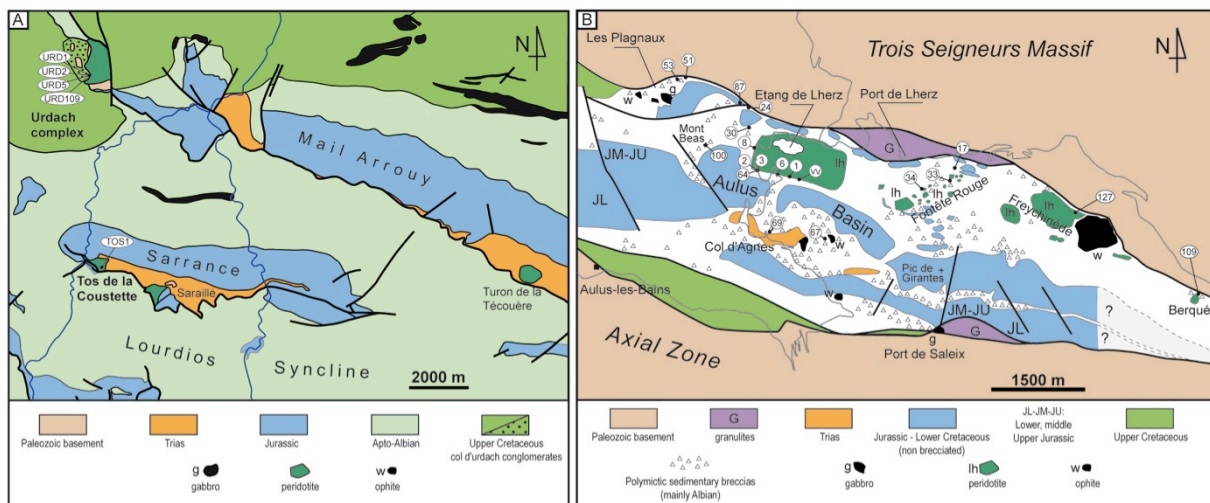 A
N
URD1
URD2
URD5
URD109
Urdach
complex
Mail Arrouy
TOS1
Sarrance
Tos de la
Coustette
Saraillé
Turon de la
Técouère
Lourdios
Syncline
2000 m
Paleozoic basement
Trias
Jurassic
Apto-Albian
Upper Cretaceous
col d'urdach conglomerates
g
gabbro
peridotite
w
ophite
B
N
Les Plagnaux
Trois Seigneurs Massif
53
51
87
w
g
Etang de Lherz
Port de Lherz
24
Mont
Beas
30
8
100
2
3
6
1
VV
64
lh
G
17
34
33
lh
lh
Fontête Rouge
JM-JU
JL
Aulus
Basin
lh
lh
Freychinède
127
w
69
67
w
Col d'Agnès
109
Pic de
Girantes
+
Berqué
Aulus-les-Bains
w
JM-JU
JL
?
?
g
G
Port de Saleix
Axial Zone
1500 m
Paleozoic basement
G
granulites
Trias
Jurassic - Lower Cretaceous
(non brecciated)
JL-JM-JU:
Lower, middle
Upper Jurassic
Upper Cretaceous
Polymictic sedimentary breccias
(mainly Albian)
g
gabbro
lh
peridotite
w
ophite